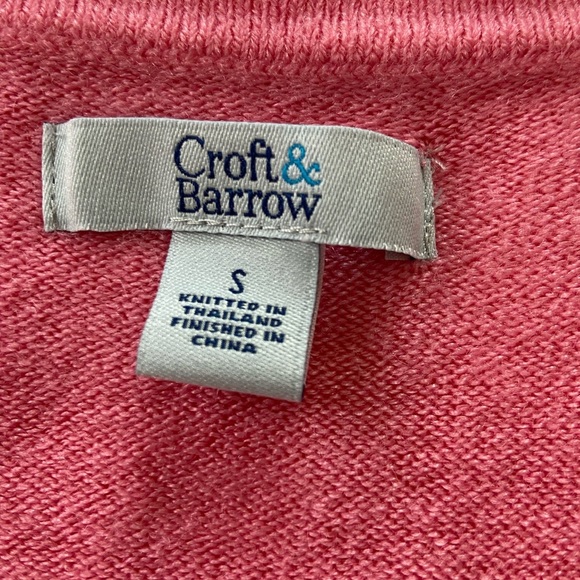 Croft&
Barrow
S
KNITTED IN
THAILAND
FINISHED IN
CHINA